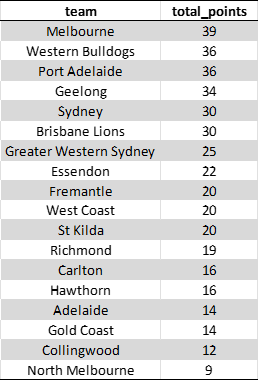 team total_points
Melbourne 39
Western Bulldogs 36
Port Adelaide 36
Geelong 34
Sydney 30
Brisbane Lions 30
Greater Western Sydney 25
Essendon 22
Fremantle 20
West Coast 20
St Kilda 20
Richmond 19
Carlton 16
Hawthorn 16
Adelaide 14
Gold Coast 14
Collingwood 12
North Melbourne 9